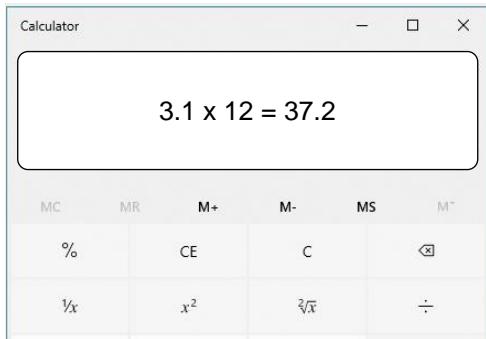 Calculator
3.1 x 12 = 37.2
MC MR M+ M- MS M˅
% CE C
⅟x x² ²√x ÷